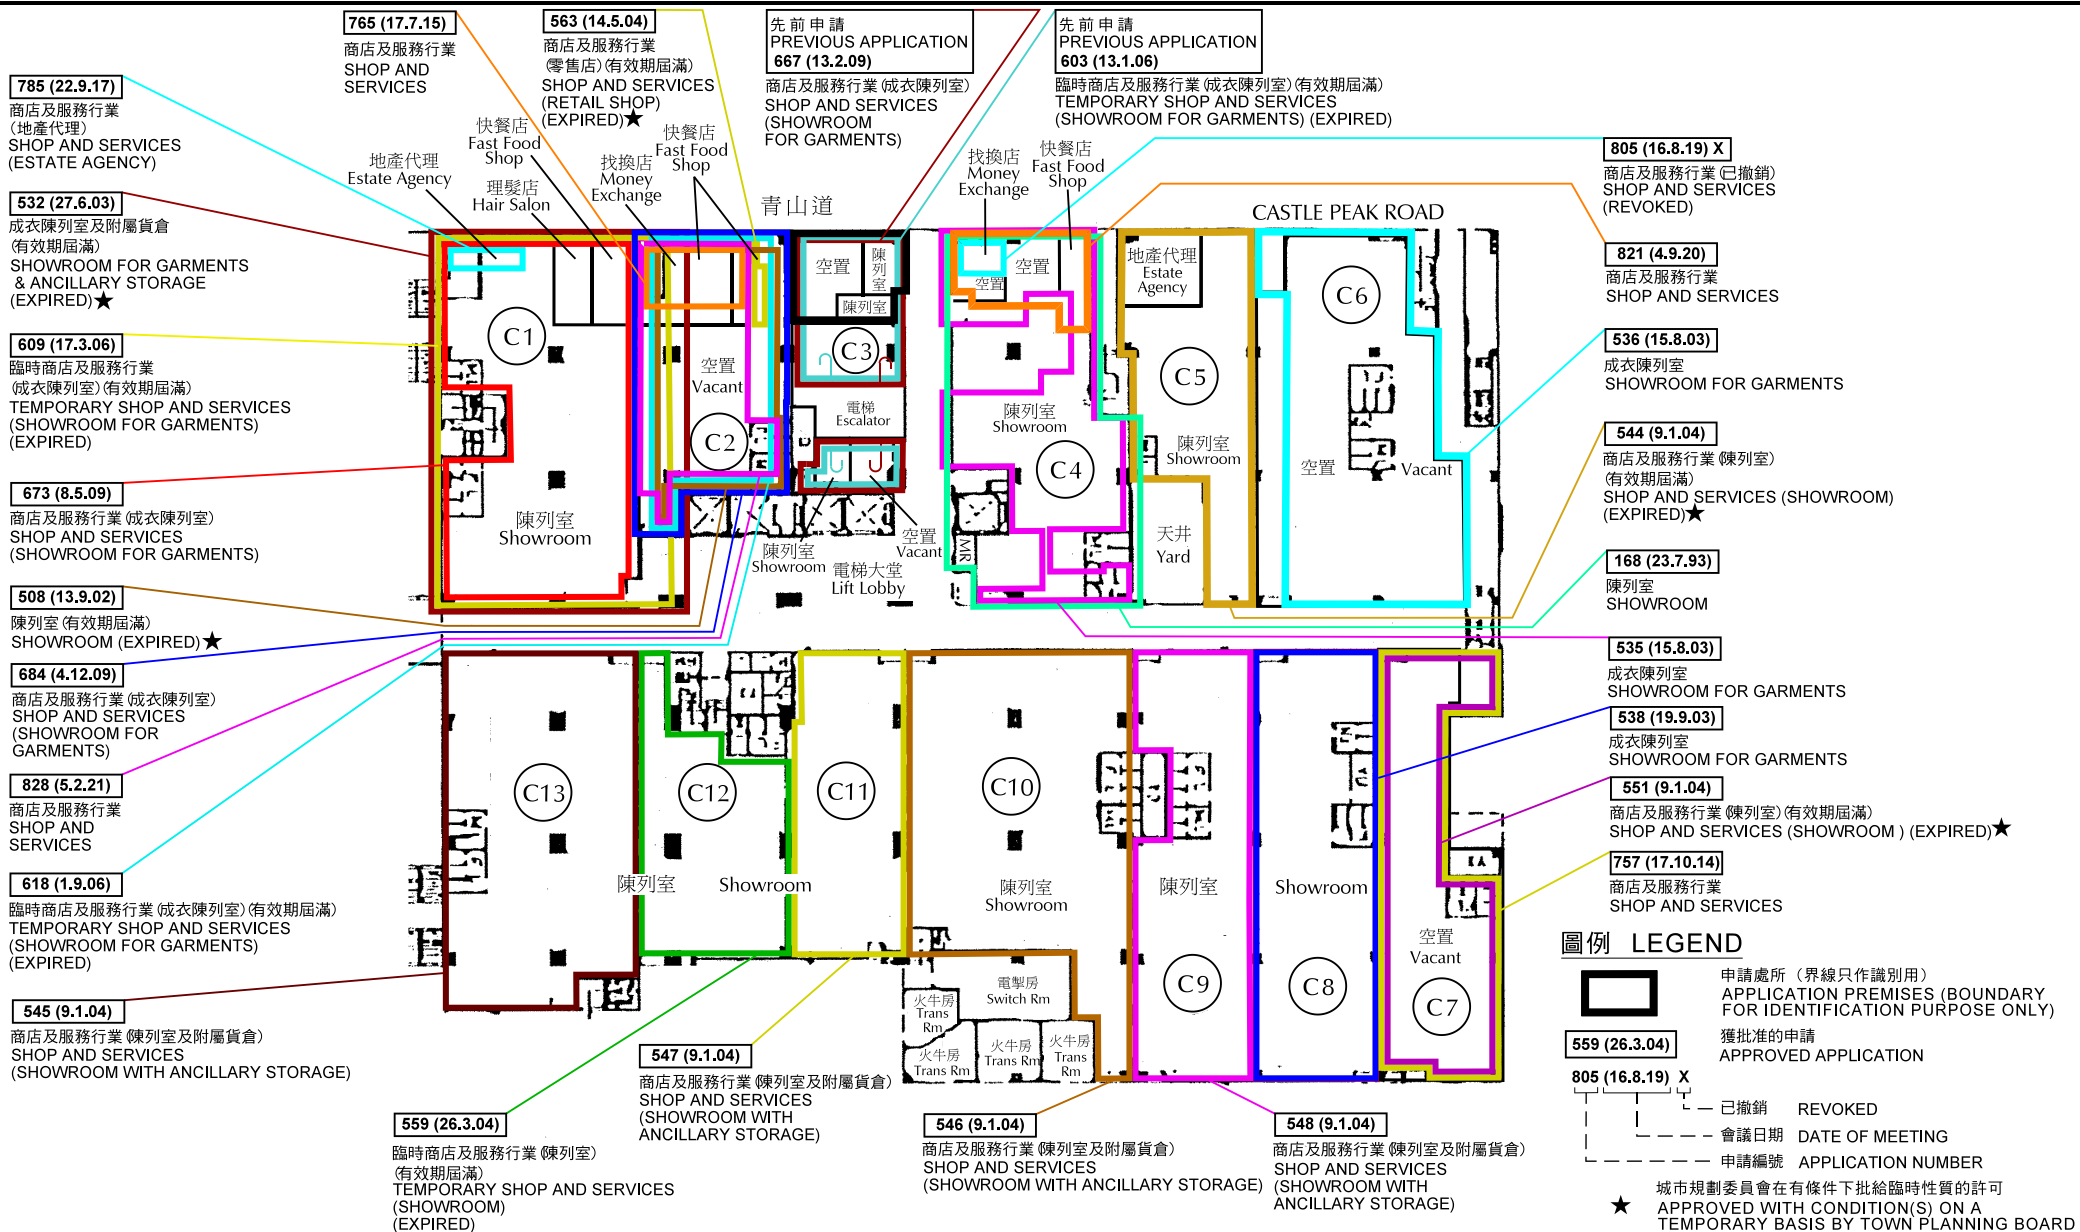 765 (17.7.15)
商店及服務行業
SHOP AND
SERVICES
563 (14.5.04)
商店及服務行業
(零售店)(有效期屆滿)
SHOP AND SERVICES
(RETAIL SHOP)
(EXPIRED)★
先前申請
PREVIOUS APPLICATION
667 (13.2.09)
商店及服務行業(成衣陳列室)
SHOP AND SERVICES
(SHOWROOM
FOR GARMENTS)
先前申請
PREVIOUS APPLICATION
603 (13.1.06)
臨時商店及服務行業(成衣陳列室)(有效期屆滿)
TEMPORARY SHOP AND SERVICES
(SHOWROOM FOR GARMENTS) (EXPIRED)
785 (22.9.17)
商店及服務行業
(地產代理)
SHOP AND SERVICES
(ESTATE AGENCY)
532 (27.6.03)
成衣陳列室及附屬貨倉
(有效期屆滿)
SHOWROOM FOR GARMENTS
& ANCILLARY STORAGE
(EXPIRED)★
609 (17.3.06)
臨時商店及服務行業
(成衣陳列室)(有效期屆滿)
TEMPORARY SHOP AND SERVICES
(SHOWROOM FOR GARMENTS)
(EXPIRED)
673 (8.5.09)
商店及服務行業(成衣陳列室)
SHOP AND SERVICES
(SHOWROOM FOR GARMENTS)
508 (13.9.02)
陳列室(有效期屆滿)
SHOWROOM (EXPIRED)★
684 (4.12.09)
商店及服務行業(成衣陳列室)
SHOP AND SERVICES
(SHOWROOM FOR
GARMENTS)
828 (5.2.21)
商店及服務行業
SHOP AND
SERVICES
618 (1.9.06)
臨時商店及服務行業(成衣陳列室)(有效期屆滿)
TEMPORARY SHOP AND SERVICES
(SHOWROOM FOR GARMENTS)
(EXPIRED)
545 (9.1.04)
商店及服務行業(陳列室及附屬貨倉)
SHOP AND SERVICES
(SHOWROOM WITH ANCILLARY STORAGE)
地產代理
Estate Agency
快餐店
Fast Food
Shop
理髮店
Hair Salon
找換店
Money
Exchange
快餐店
Fast Food
Shop
青山道
CASTLE PEAK ROAD
找換店
Money
Exchange
快餐店
Fast Food
Shop
C1
陳列室
Showroom
空置
Vacant
C2
空置
陳列室
陳列室
C3
電梯
Escalator
陳列室
Showroom
空置
Vacant
電梯大堂
Lift Lobby
空置
空置
陳列室
Showroom
C4
MR
地產代理
Estate
Agency
C5
陳列室
Showroom
天井
Yard
C6
空置
Vacant
C13
C12
C11
陳列室
Showroom
C10
陳列室
Showroom
電掣房
Switch Rm
火牛房
Trans
Rm
火牛房
Trans Rm
火牛房
Trans Rm
火牛房
Trans
Rm
陳列室
Showroom
C9
C8
空置
Vacant
C7
805 (16.8.19) X
商店及服務行業(已撤銷)
SHOP AND SERVICES
(REVOKED)
821 (4.9.20)
商店及服務行業
SHOP AND SERVICES
536 (15.8.03)
成衣陳列室
SHOWROOM FOR GARMENTS
544 (9.1.04)
商店及服務行業(陳列室)
(有效期屆滿)
SHOP AND SERVICES (SHOWROOM)
(EXPIRED)★
168 (23.7.93)
陳列室
SHOWROOM
535 (15.8.03)
成衣陳列室
SHOWROOM FOR GARMENTS
538 (19.9.03)
成衣陳列室
SHOWROOM FOR GARMENTS
551 (9.1.04)
商店及服務行業(陳列室)(有效期屆滿)
SHOP AND SERVICES (SHOWROOM ) (EXPIRED)★
757 (17.10.14)
商店及服務行業
SHOP AND SERVICES
559 (26.3.04)
臨時商店及服務行業(陳列室)
(有效期屆滿)
TEMPORARY SHOP AND SERVICES
(SHOWROOM)
(EXPIRED)
547 (9.1.04)
商店及服務行業(陳列室及附屬貨倉)
SHOP AND SERVICES
(SHOWROOM WITH
ANCILLARY STORAGE)
546 (9.1.04)
商店及服務行業(陳列室及附屬貨倉)
SHOP AND SERVICES
(SHOWROOM WITH ANCILLARY STORAGE)
548 (9.1.04)
商店及服務行業(陳列室及附屬貨倉)
SHOP AND SERVICES
(SHOWROOM WITH
ANCILLARY STORAGE)
圖例 LEGEND
申請處所 (界線只作識別用)
APPLICATION PREMISES (BOUNDARY
FOR IDENTIFICATION PURPOSE ONLY)
559 (26.3.04)
獲批准的申請
APPROVED APPLICATION
805 (16.8.19) X
已撤銷 REVOKED
會議日期 DATE OF MEETING
申請編號 APPLICATION NUMBER
★ 城市規劃委員會在有條件下批給臨時性質的許可
APPROVED WITH CONDITION(S) ON A
TEMPORARY BASIS BY TOWN PLANNING BOARD